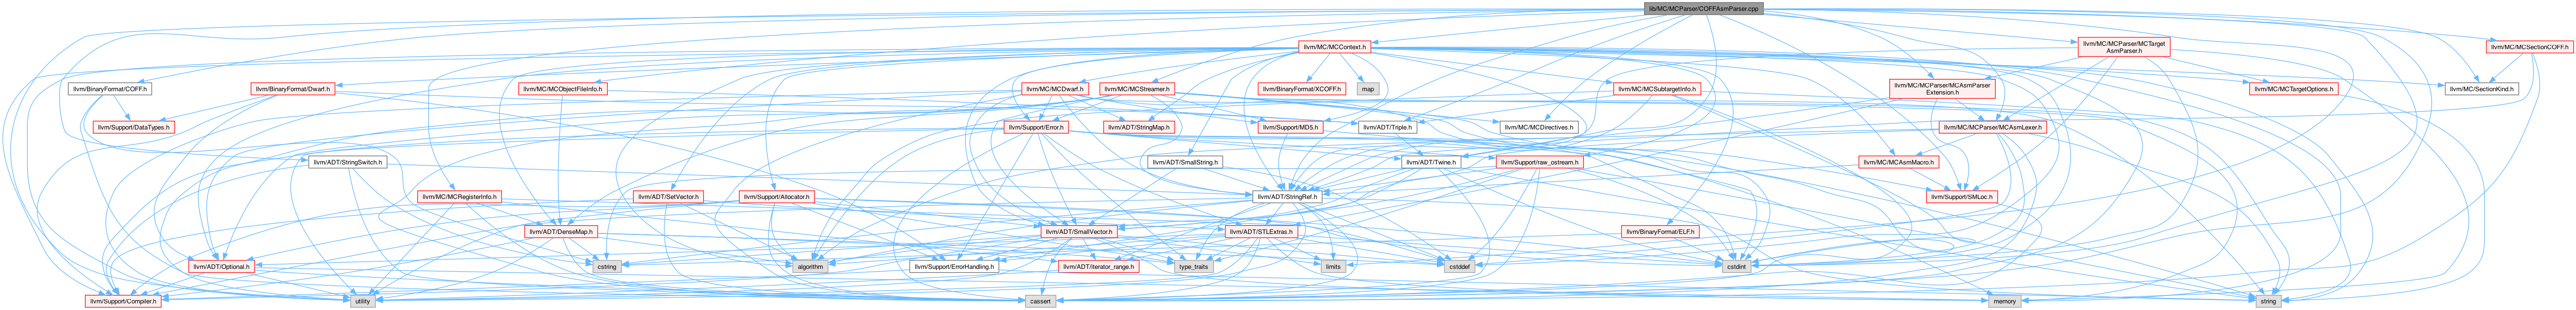 lib/MC/MCParser/COFFAsmParser.cpp
llvm/MC/MCContext.h
llvm/MC/MCParser/MCTarget
AsmParser.h
llvm/MC/MCSectionCOFF.h
llvm/BinaryFormat/COFF.h
llvm/BinaryFormat/Dwarf.h
llvm/MC/MCObjectFileInfo.h
llvm/MC/MCDwarf.h
llvm/MC/MCStreamer.h
llvm/BinaryFormat/XCOFF.h
map
llvm/MC/MCSubtargetInfo.h
llvm/MC/MCParser/MCAsmParser
Extension.h
llvm/MC/MCTargetOptions.h
llvm/MC/SectionKind.h
llvm/Support/DataTypes.h
llvm/Support/Error.h
llvm/ADT/StringMap.h
llvm/Support/MD5.h
llvm/ADT/Triple.h
llvm/MC/MCDirectives.h
llvm/MC/MCParser/MCAsmLexer.h
llvm/ADT/StringSwitch.h
llvm/ADT/SmallString.h
llvm/ADT/Twine.h
llvm/Support/raw_ostream.h
llvm/MC/MCAsmMacro.h
llvm/MC/MCRegisterInfo.h
llvm/ADT/SetVector.h
llvm/Support/Allocator.h
llvm/ADT/StringRef.h
llvm/Support/SMLoc.h
llvm/ADT/DenseMap.h
llvm/ADT/SmallVector.h
llvm/ADT/STLExtras.h
llvm/BinaryFormat/ELF.h
llvm/ADT/Optional.h
cstring
algorithm
llvm/Support/ErrorHandling.h
llvm/ADT/iterator_range.h
type_traits
limits
cstddef
cstdint
llvm/Support/Compiler.h
utility
cassert
memory
string